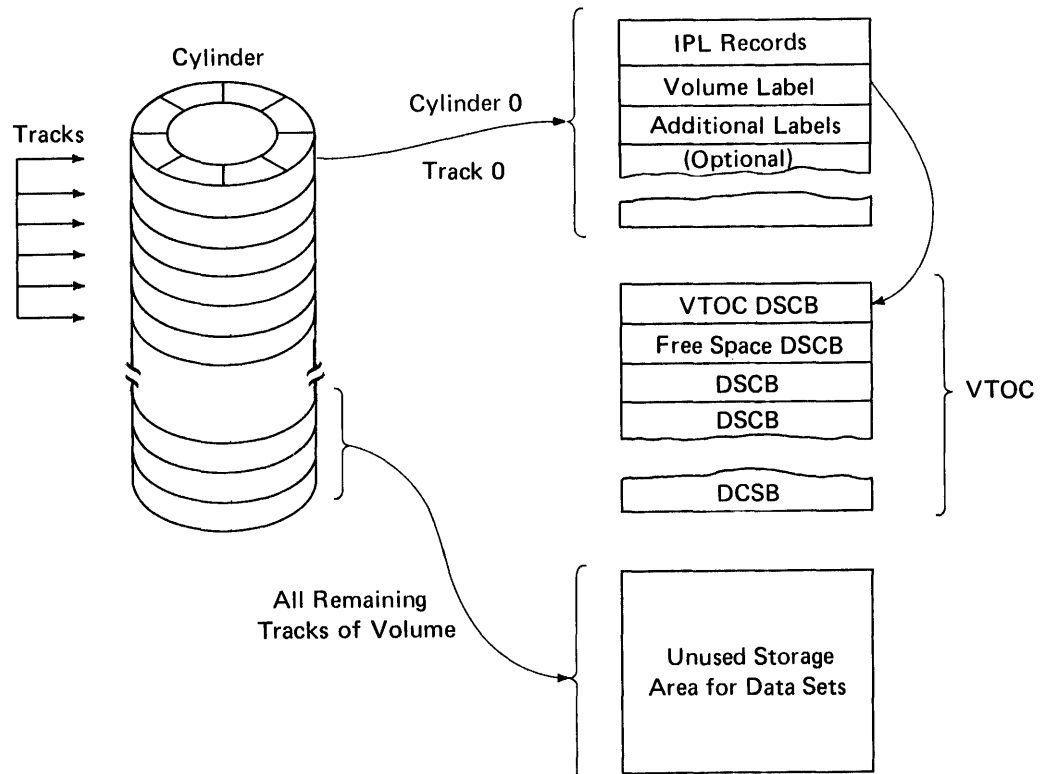 Cylinder
Tracks
Cylinder 0
Track 0
IPL Records
Volume Label
Additional Labels
(Optional)
VTOC DSCB
Free Space DSCB
DSCB
DSCB
DCSB
VTOC
All Remaining
Tracks of Volume
Unused Storage
Area for Data Sets